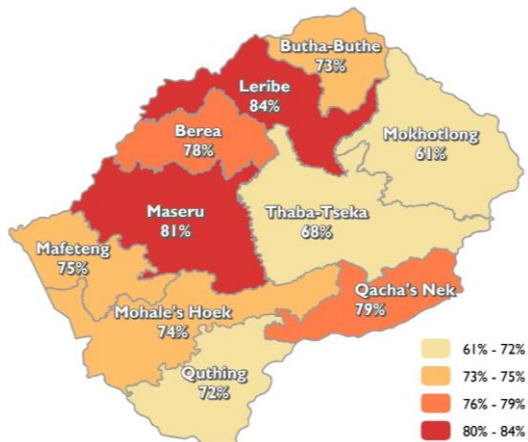 Butha-Buthe
73%
Leribe
84%
Berea
78%
Mokhotlong
61%
Maseru
81%
Thaba-Tseka
68%
Mafeteng
75%
Qacha's Nek
79%
Mohale's Hoek
74%
Quthing
72%
61% - 72%
73% - 75%
76% - 79%
80% - 84%